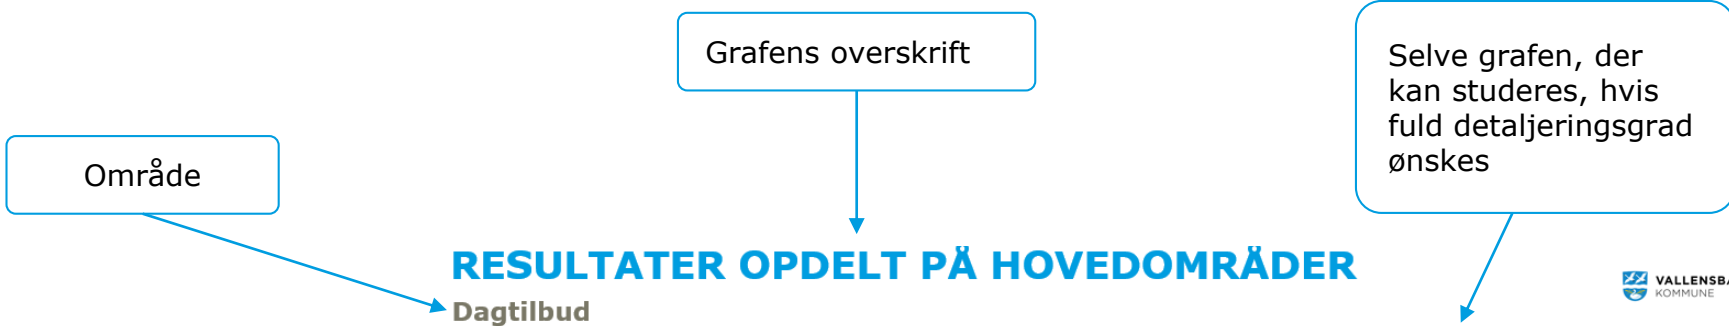 Grafens overskrift
Selve grafen, der
kan studeres, hvis
fuld detaljeringsgrad
ønskes
Område
RESULTATER OPDELT PÅ HOVEDOMRÅDER
Dagtilbud
KOMMUNE